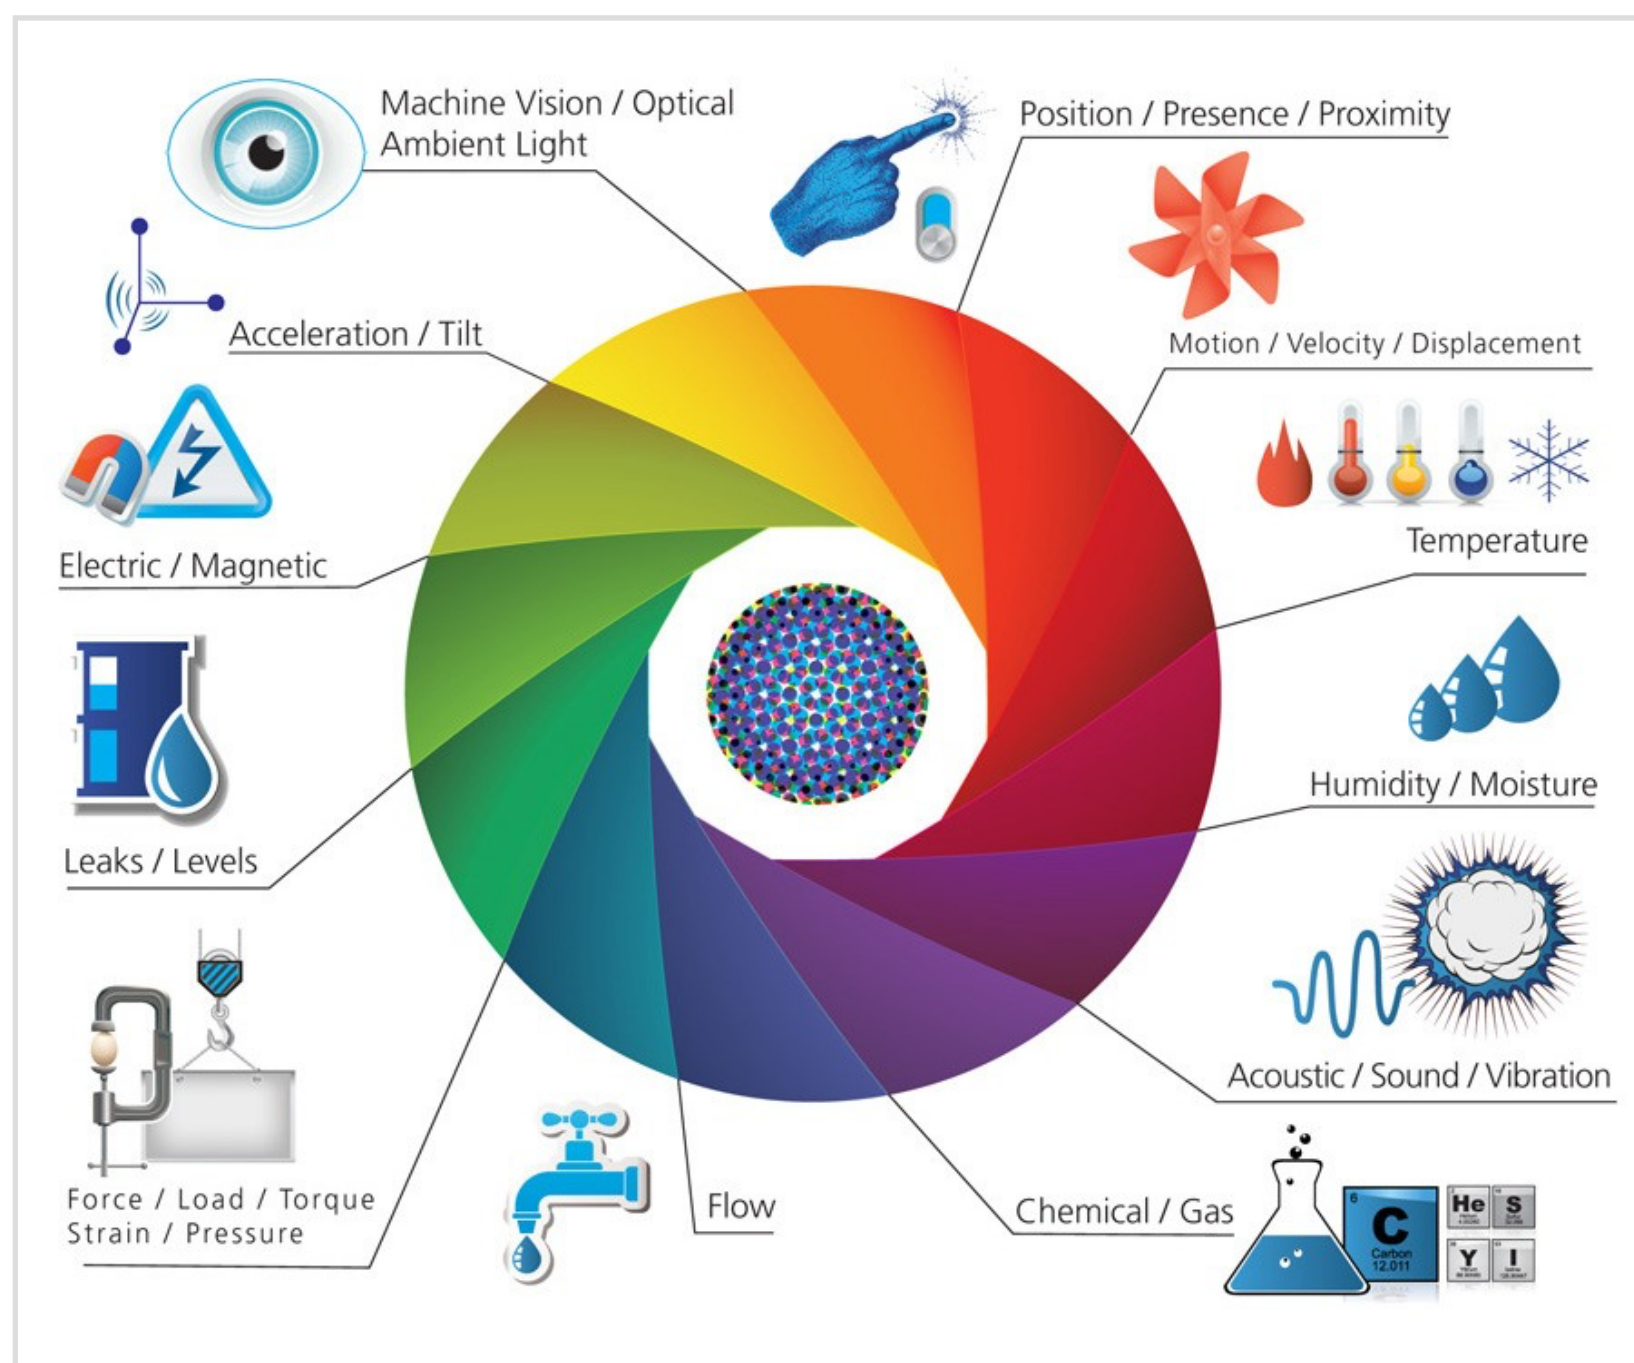 Machine Vision / Optical
Ambient Light
Position / Presence / Proximity
Acceleration / Tilt
Motion / Velocity / Displacement
Electric / Magnetic
Temperature
Leaks / Levels
Humidity / Moisture
Acoustic / Sound / Vibration
Force / Load / Torque
Strain / Pressure
Flow
Chemical / Gas
6
C
Carbon
12.011
He
S
Y
I